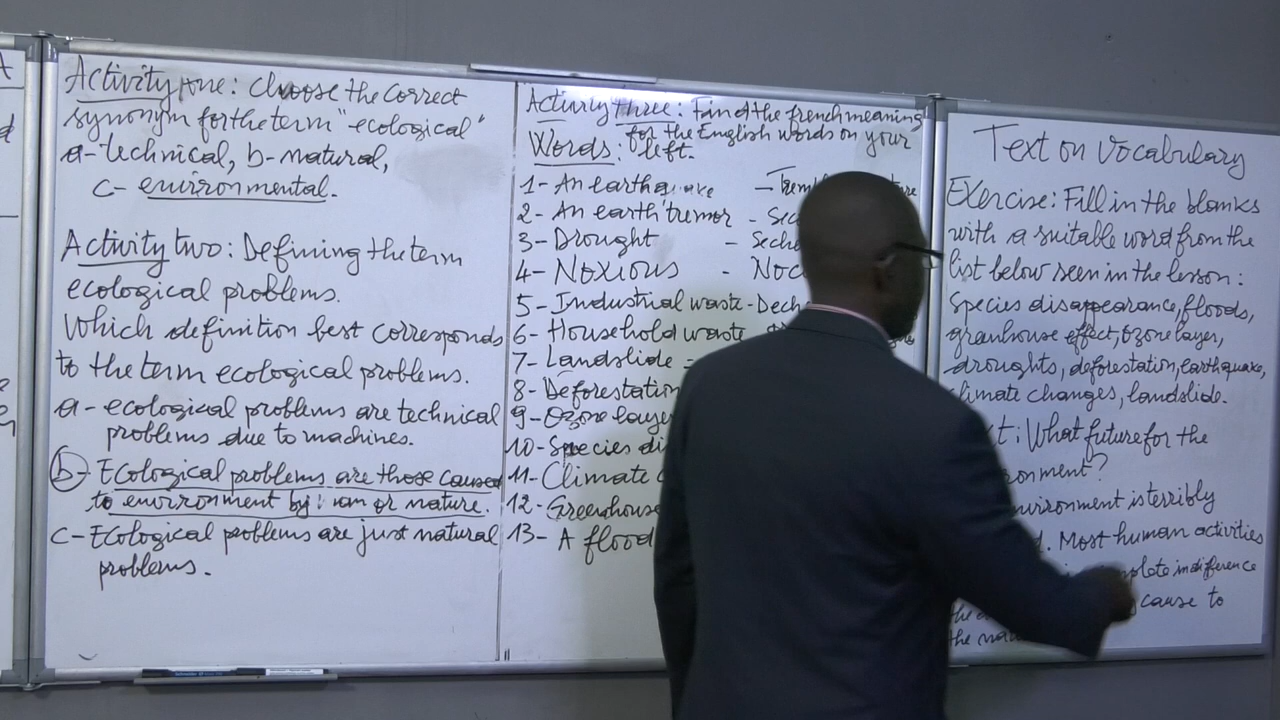 Activity one: Choose the correct
synonym for the term "ecological"
a- technical, b- natural,
c- environmental.
Activity two: Defining the term
ecological problems.
Which definition best corresponds
to the term ecological problems.
a- ecological problems are technical
problems due to machines.
b- Ecological problems are those caused
to environment by: man or nature.
c- Ecological problems are just natural
problems.
Activity three: Find the french meaning
for the English words on your
Words: left.
1- An earthquake
2- An earth tremor
3- Drought
4- Noxious
5- Industrial waste
6- Household waste
7- Landslide
8- Deforestation
9- Ozone layer
10- Species
11- Climate
12- Greenhouse
13- A flood
Text on Vocabulary
Exercise: Fill in the blanks
with a suitable word from the
list below seen in the lesson:
Species disappearance, floods,
greenhouse effect, Ozone layer,
droughts, deforestation, earthquake,
climate changes, landslide.
: What future for the
?
is terribly
Most human activities
indifference
cause to
the